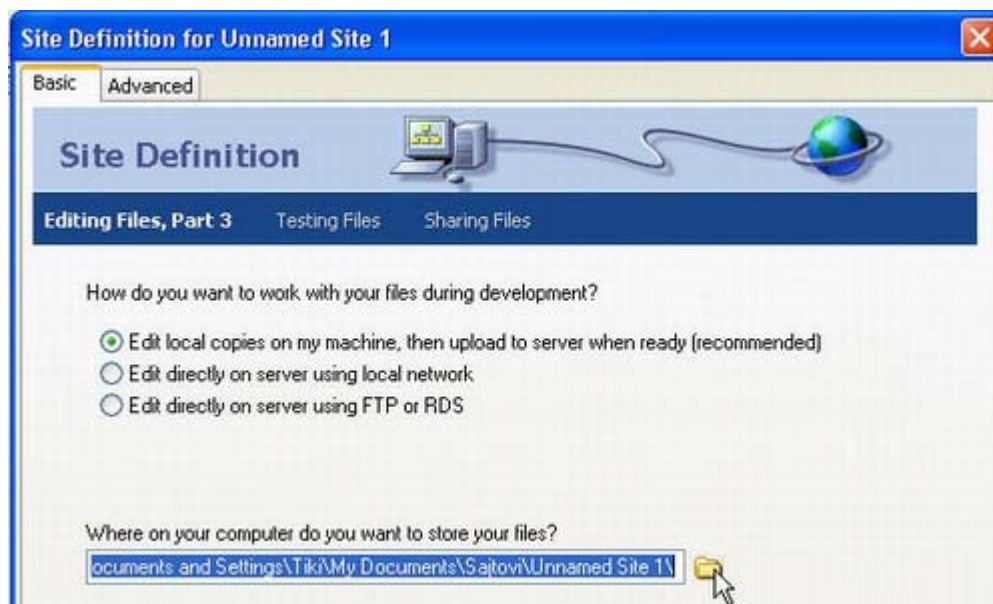 Site Definition for Unnamed Site 1
Basic Advanced
Site Definition
Editing Files, Part 3 Testing Files Sharing Files
How do you want to work with your files during development?
Edit local copies on my machine, then upload to server when ready (recommended)
Edit directly on server using local network
Edit directly on server using FTP or RDS
Where on your computer do you want to store your files?
ocuments and Settings\Tiki\My Documents\Sajtovi\Unnamed Site 1\